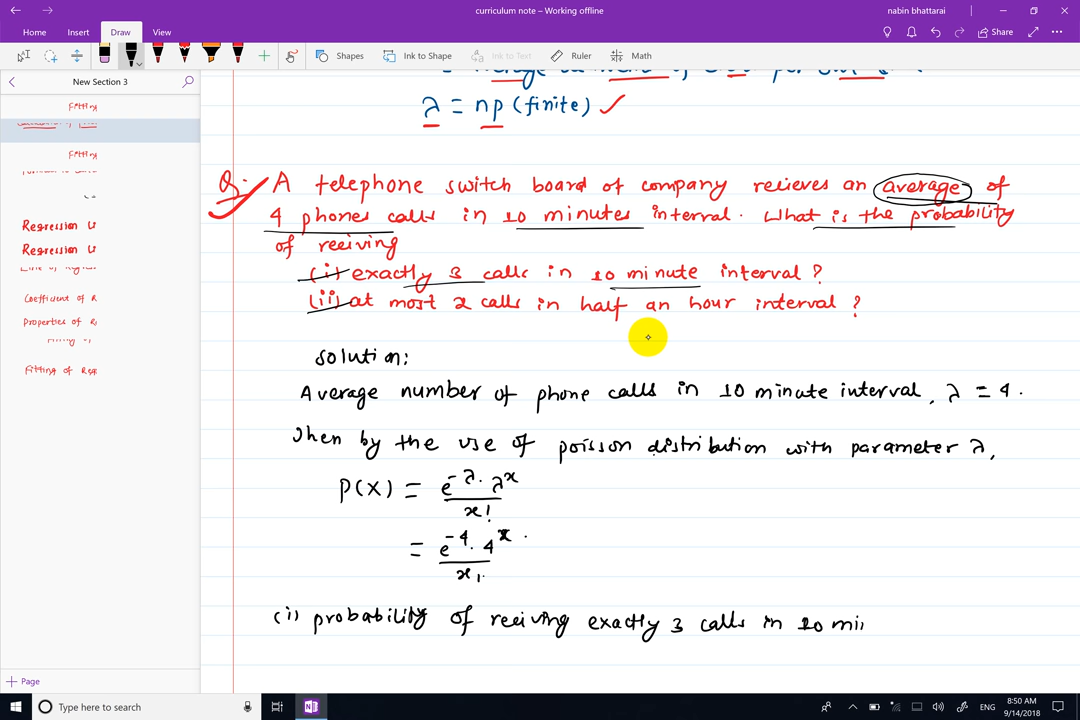 curriculum note – Working offline
nabin bhattarai
Home Insert Draw View
Share
Shapes Ink to Shape Ink to Text Ruler Math
New Section 3
Fitting
Fitting
Regression
Regression
Coefficient of
Properties of
Fitting of
Page
λ = np (finite)
Q. A telephone switch board of company recieves an average of
4 phones calls in 10 minutes interval. What is the probability
of reciving
(i) exactly 3 calls in 10 minute interval?
(ii) at most 2 calls in half an hour interval?
Solution:
Average number of phone calls in 10 minute interval, λ = 4.
Then by the use of poisson distribution with parameter λ,
P(X) = e^-λ . λ^x / x!
= e^-4 . 4^x / x!
(i) probability of reciving exactly 3 calls in 10 mi
Type here to search
ENG
8:50 AM
9/14/2018